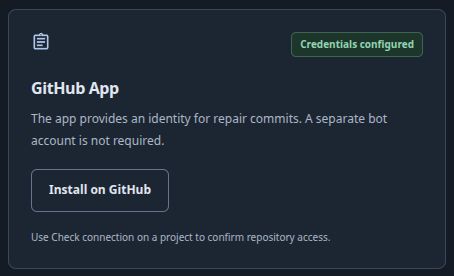 Credentials configured
GitHub App
The app provides an identity for repair commits. A separate bot
account is not required.
Install on GitHub
Use Check connection on a project to confirm repository access.